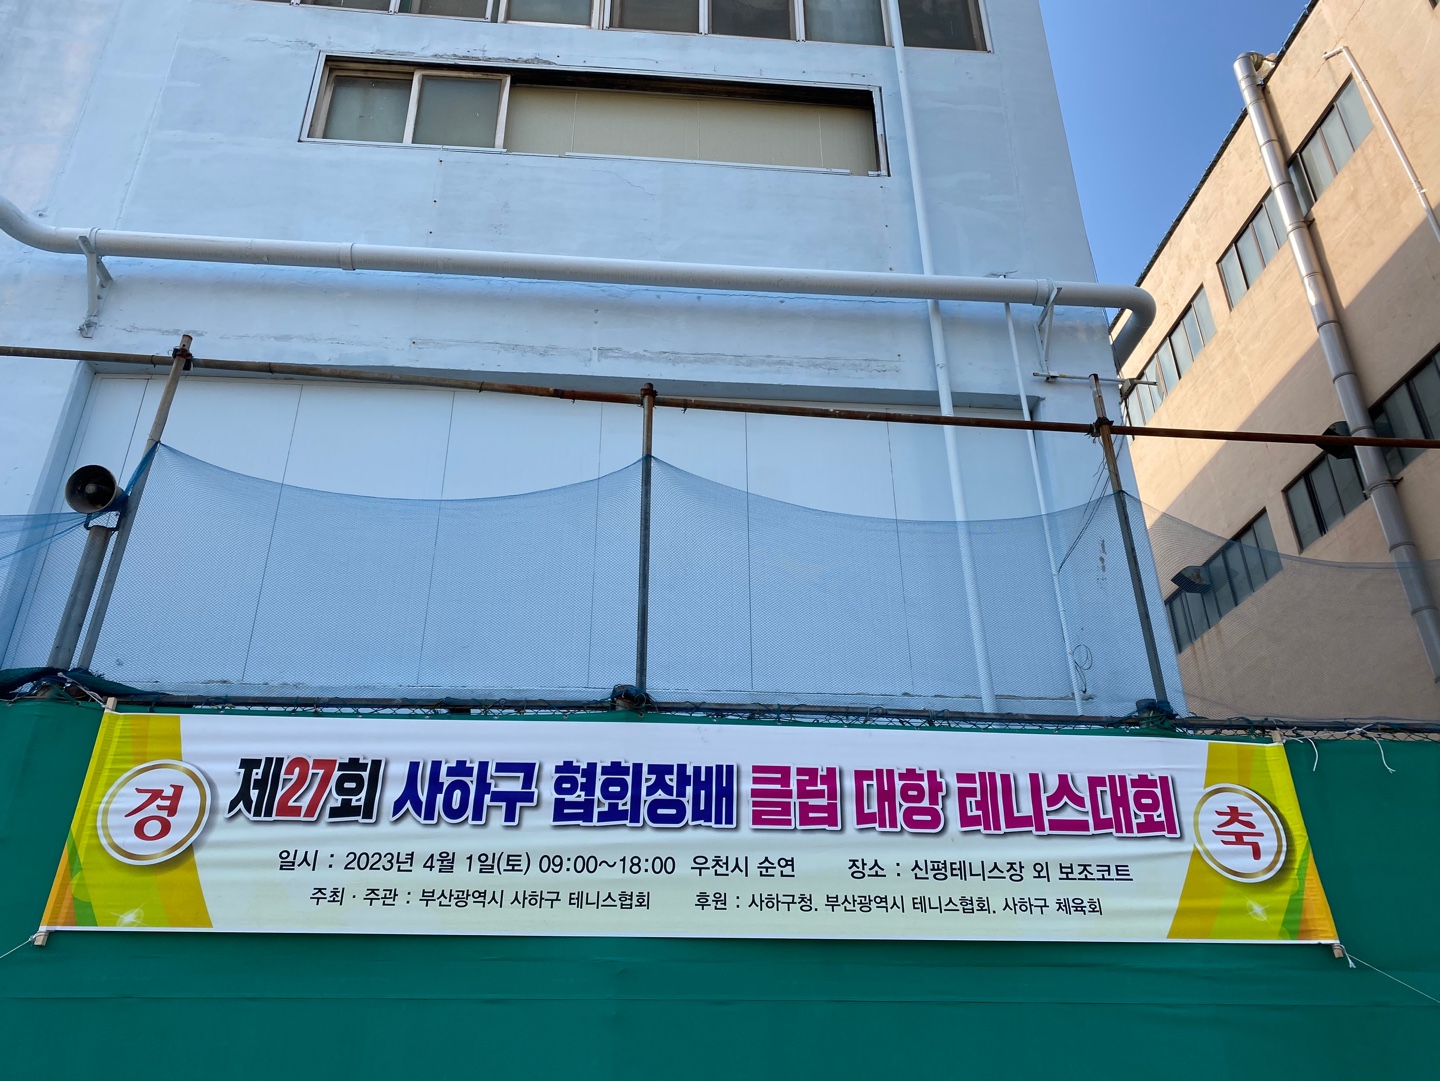 경
제27회 사하구 협회장배 클럽 대항 테니스대회
축
일시 : 2023년 4월 1일(토) 09:00~18:00 우천시 순연 장소 : 신평테니스장 외 보조코트
주최 · 주관 : 부산광역시 사하구 테니스협회 후원 : 사하구청. 부산광역시 테니스협회. 사하구 체육회